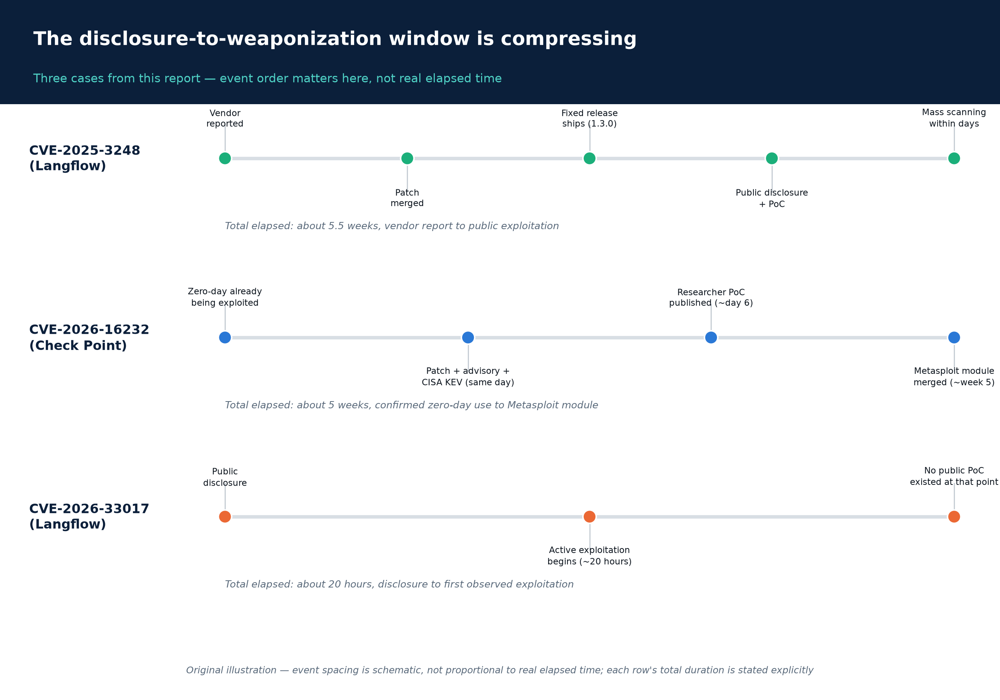 The disclosure-to-weaponization window is compressing
Three cases from this report — event order matters here, not real elapsed time
CVE-2025-3248
(Langflow)
Vendor
reported
Patch
merged
Fixed release
ships (1.3.0)
Public disclosure
+ PoC
Mass scanning
within days
Total elapsed: about 5.5 weeks, vendor report to public exploitation
CVE-2026-16232
(Check Point)
Zero-day already
being exploited
Patch + advisory +
CISA KEV (same day)
Researcher PoC
published (~day 6)
Metasploit module
merged (~week 5)
Total elapsed: about 5 weeks, confirmed zero-day use to Metasploit module
CVE-2026-33017
(Langflow)
Public
disclosure
Active exploitation
begins (~20 hours)
No public PoC
existed at that point
Total elapsed: about 20 hours, disclosure to first observed exploitation
Original illustration — event spacing is schematic, not proportional to real elapsed time; each row's total duration is stated explicitly